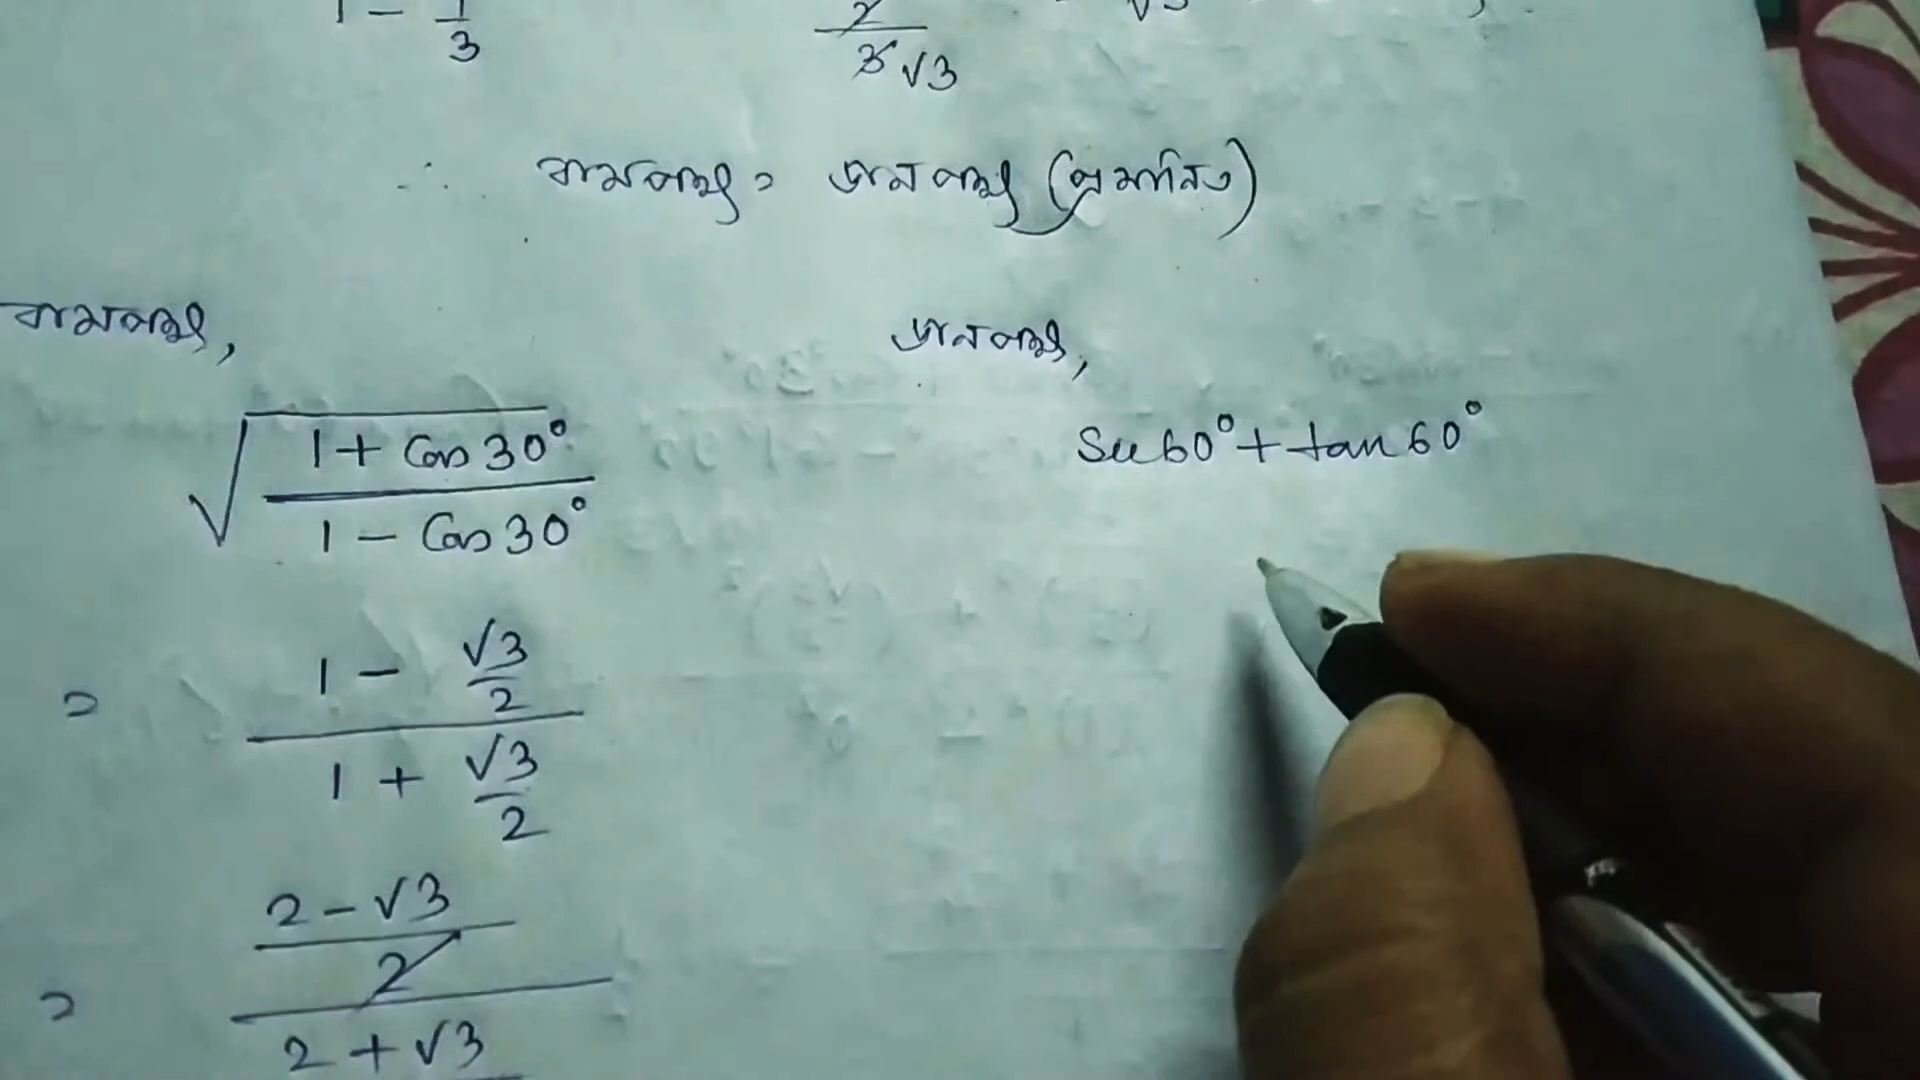 1 - 1/3    2/3√3    √3
∴ বামপক্ষ = ডানপক্ষ (প্রমানিত)
বামপক্ষ,    ডানপক্ষ,
√((1 + Cos 30°)/(1 - Cos 30°))    Sec 60° + tan 60°
= (1 - √3/2)/(1 + √3/2)
= ((2 - √3)/2)/(2 + √3